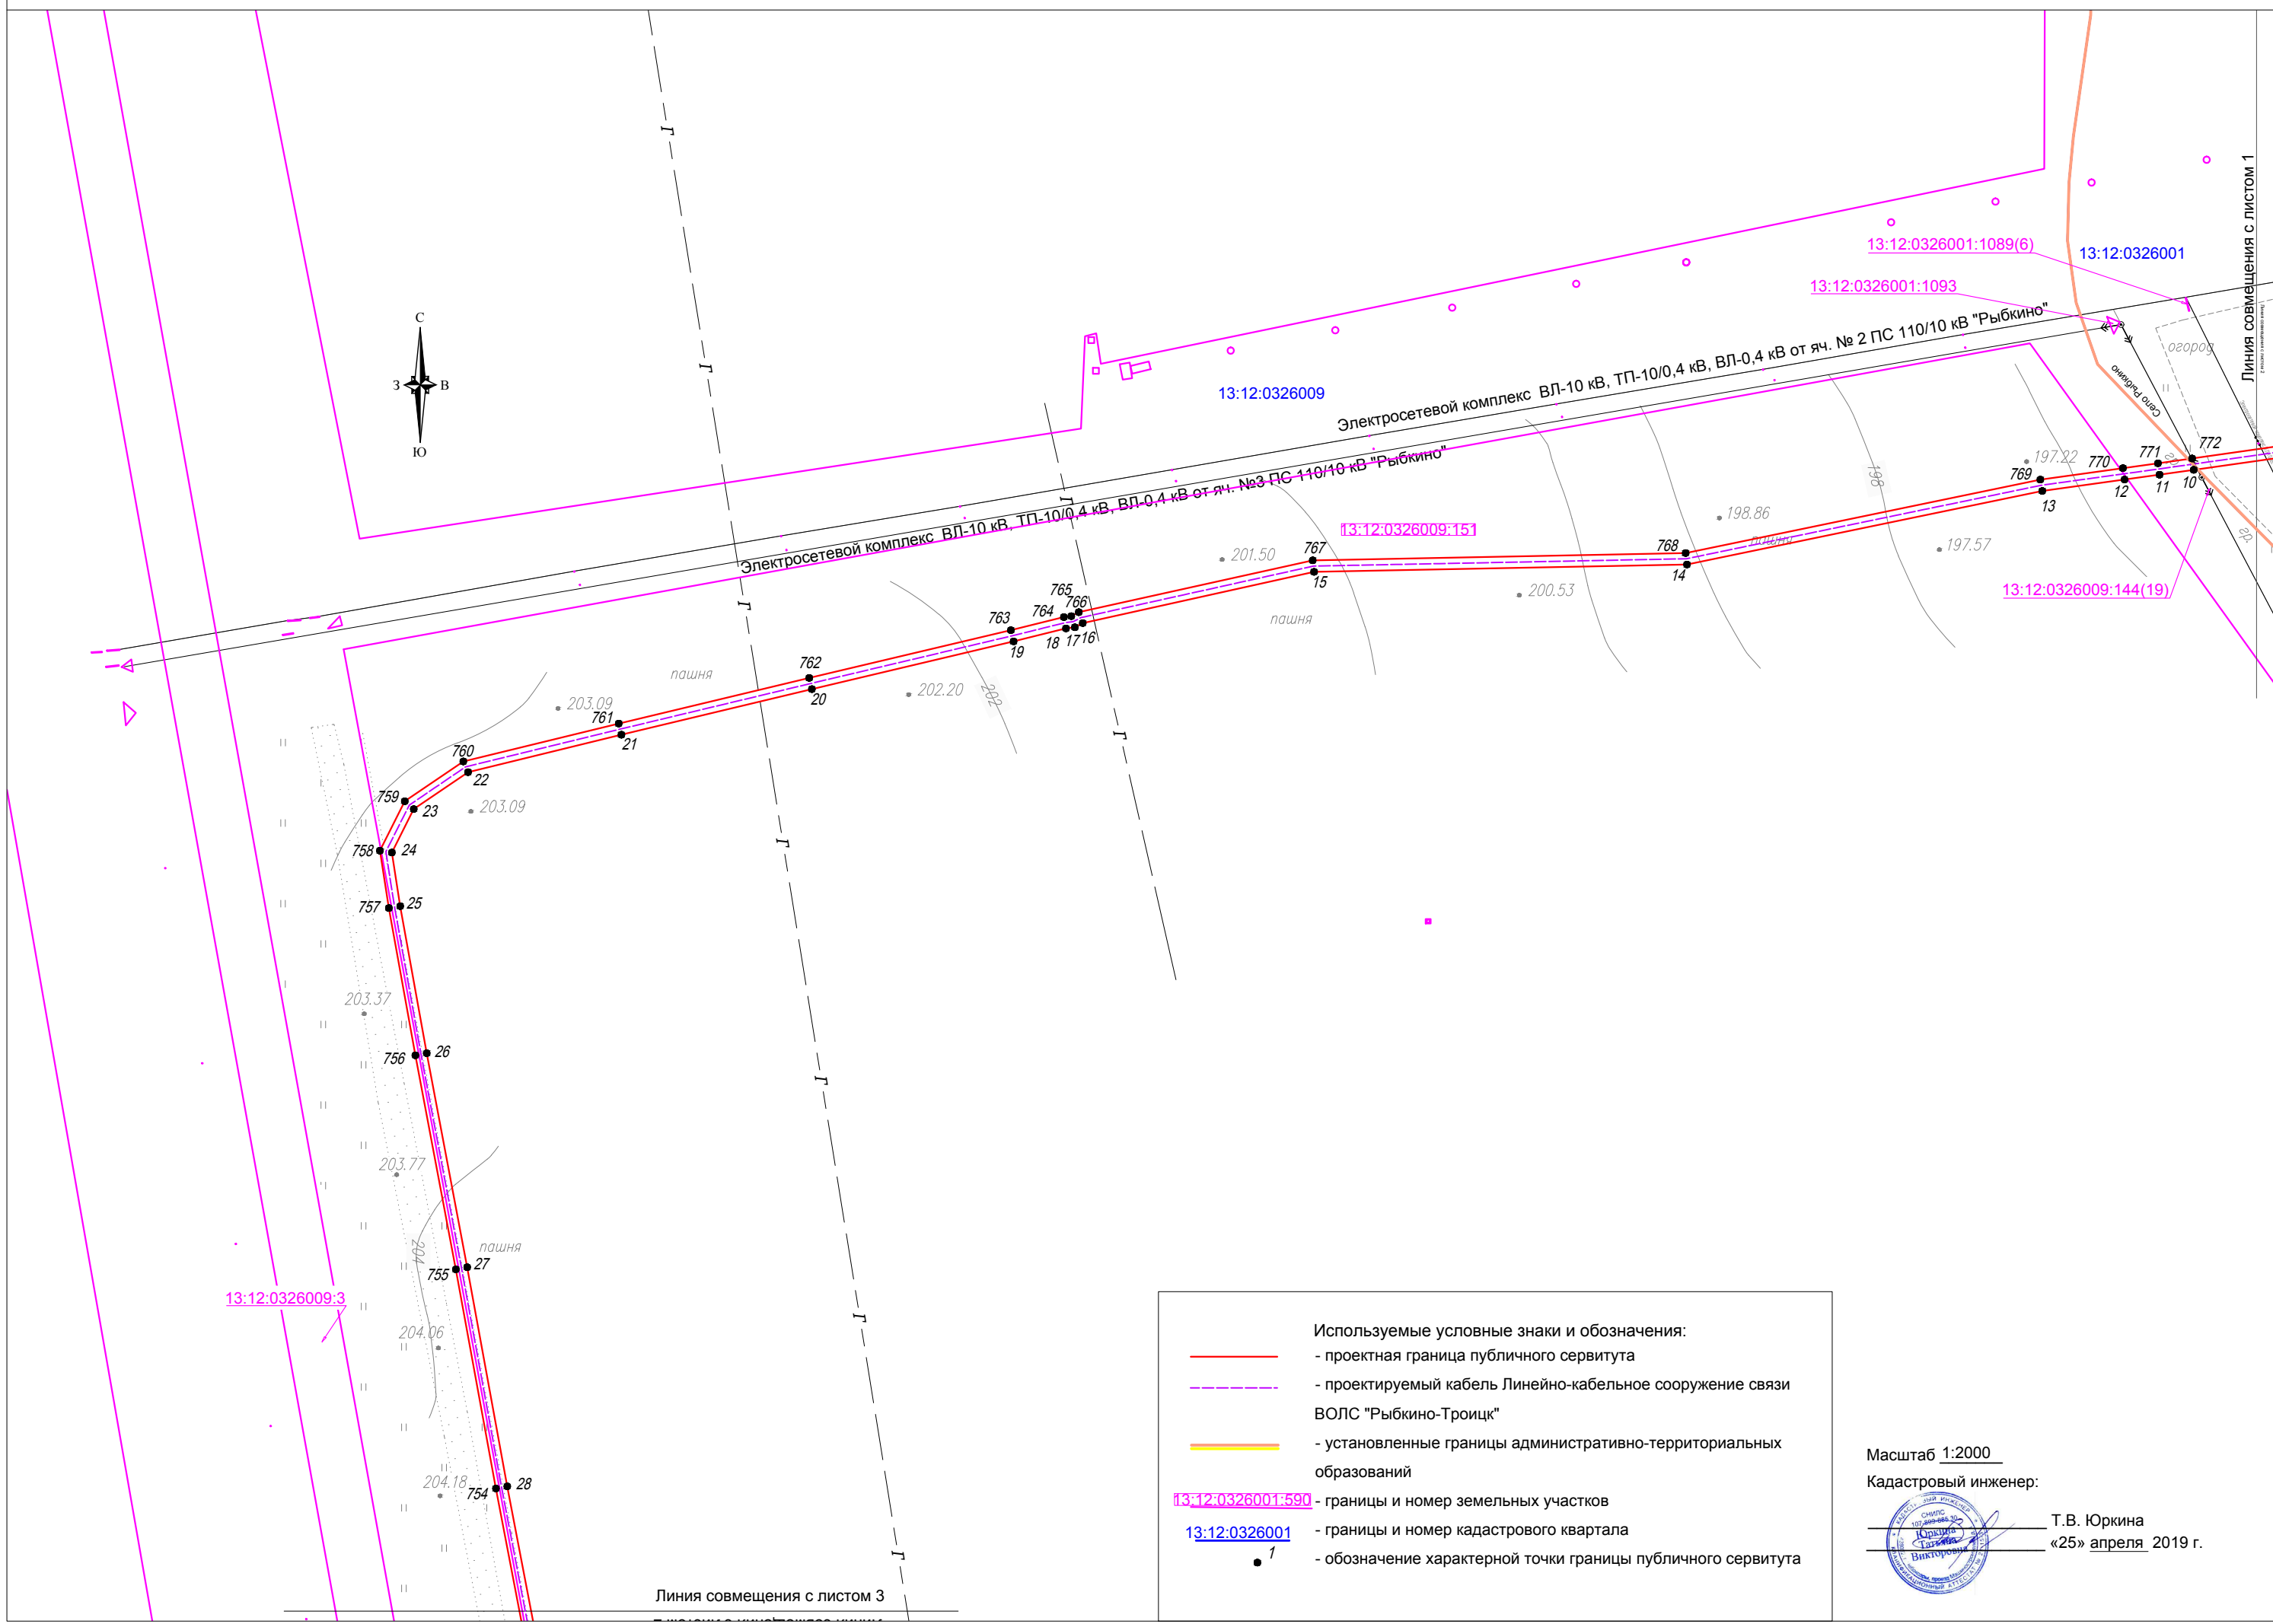 Линия совмещения с листом 1
13:12:0326001:1089(6)
13:12:0326001
13:12:0326001:1093
огород
Село Рыбкино
С
З
В
Ю
13:12:0326009
Электросетевой комплекс ВЛ-10 кВ, ТП-10/0,4 кВ, ВЛ-0,4 кВ от яч. № 2 ПС 110/10 кВ "Рыбкино"
Электросетевой комплекс ВЛ-10 кВ, ТП-10/0,4 кВ, ВЛ-0,4 кВ от яч. №3 ПС 110/10 кВ "Рыбкино"
Г
Г
Г
Г
Г
Г
Г
Г
Г
772
771
770
769
197.22
10
11
12
13
198
198.86
13:12:0326009:151
768
пашня
197.57
гр.
767
201.50
14
15
200.53
13:12:0326009:144(19)
765
766
764
763
16
17
18
19
пашня
762
пашня
20
202.20
202
203.09
761
21
760
22
759
23
203.09
758
24
757
25
203.37
756
26
203.77
204
пашня
755
27
13:12:0326009:3
204.06
204.18
754
28
Линия совмещения с листом 3
Используемые условные знаки и обозначения:
- проектная граница публичного сервитута
- проектируемый кабель Линейно-кабельное сооружение связи
ВОЛС "Рыбкино-Троицк"
- установленные границы административно-территориальных
образований
13:12:0326001:590 - границы и номер земельных участков
13:12:0326001 - границы и номер кадастрового квартала
1 - обозначение характерной точки границы публичного сервитута
Масштаб 1:2000
Кадастровый инженер:
Т.В. Юркина
«25» апреля 2019 г.
СНИЛС
Юркина
Татьяна
Викторовна